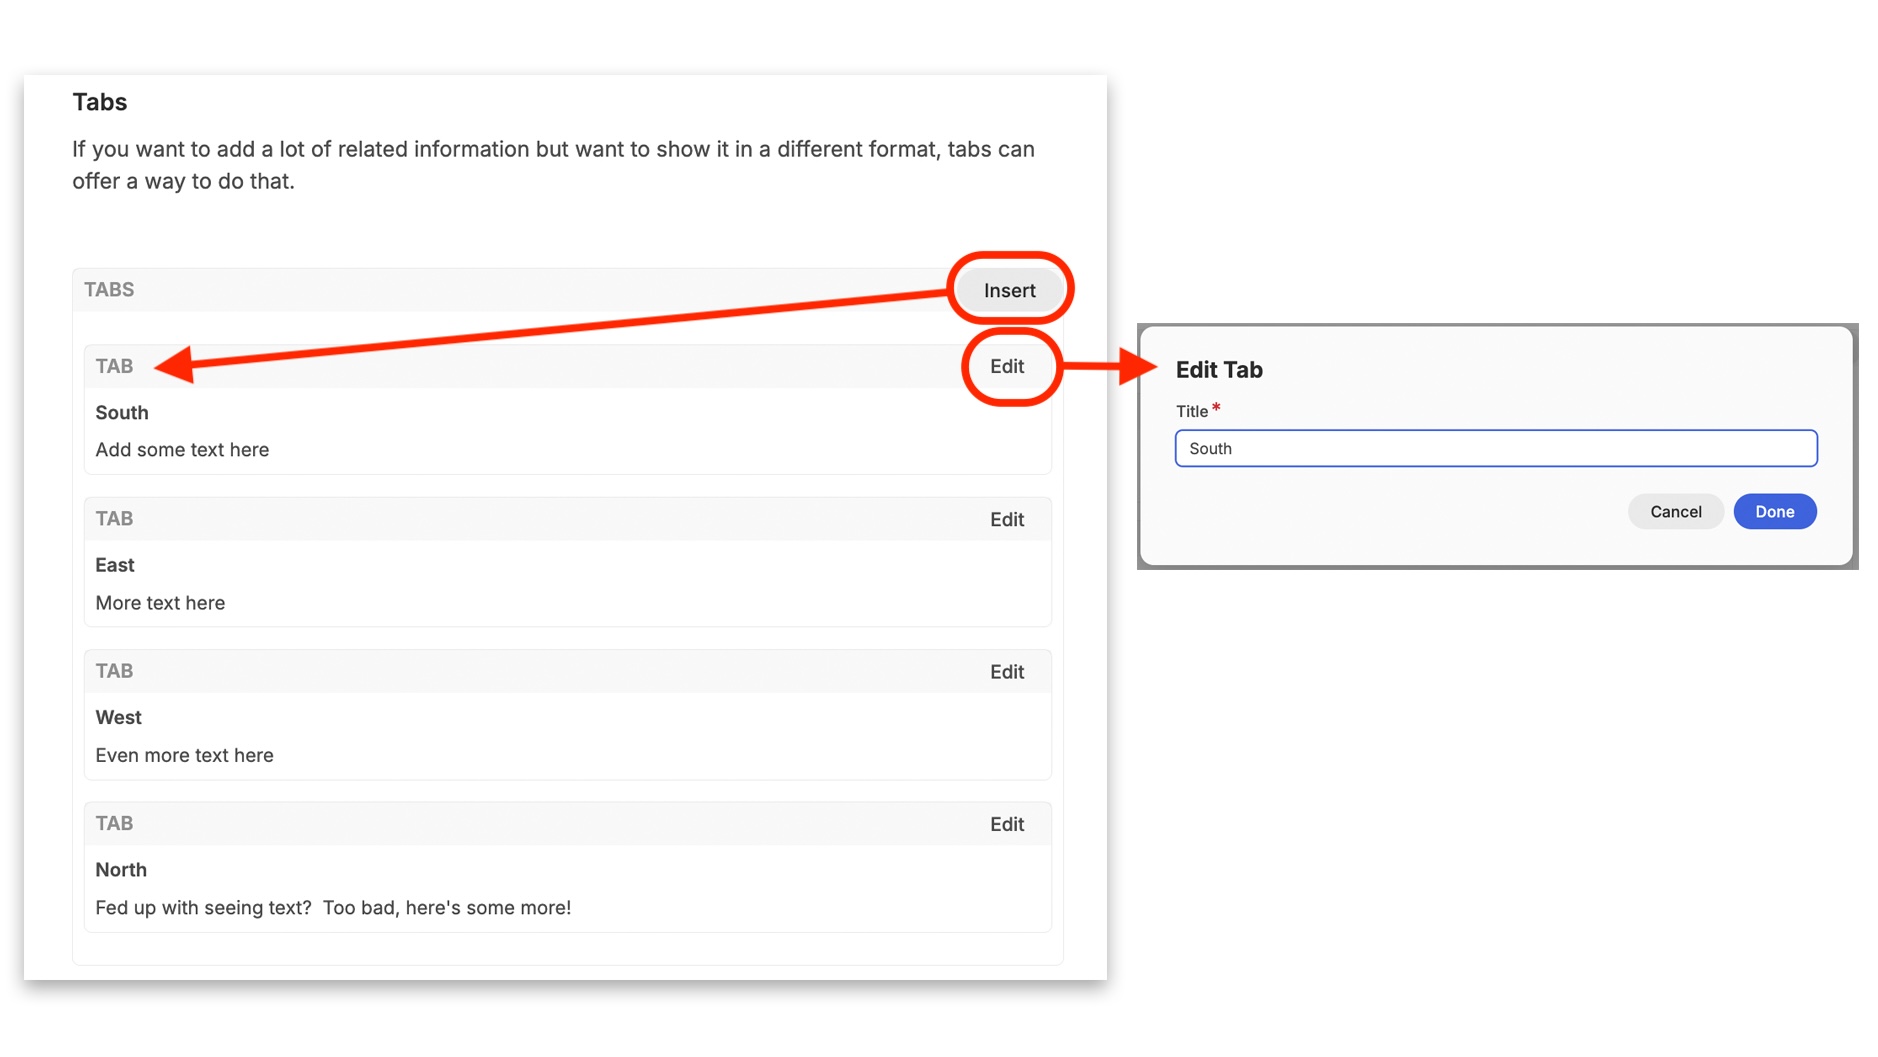 Tabs
If you want to add a lot of related information but want to show it in a different format, tabs can
offer a way to do that.
TABS
Insert
TAB
Edit
South
Add some text here
TAB
Edit
East
More text here
TAB
Edit
West
Even more text here
TAB
Edit
North
Fed up with seeing text?  Too bad, here's some more!
Edit Tab
Title *
South
Cancel
Done